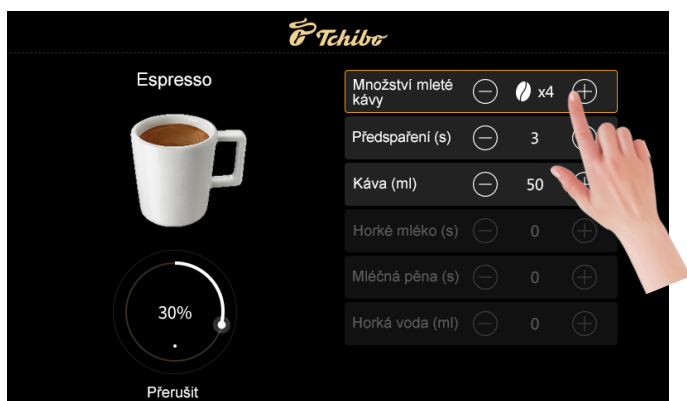 Tchibo
Espresso
Množství mleté
kávy
x4
Předspaření (s)
3
Káva (ml)
50
Horké mléko (s)
0
Mléčná pěna (s)
0
30%
Horká voda (ml)
0
Přerušit